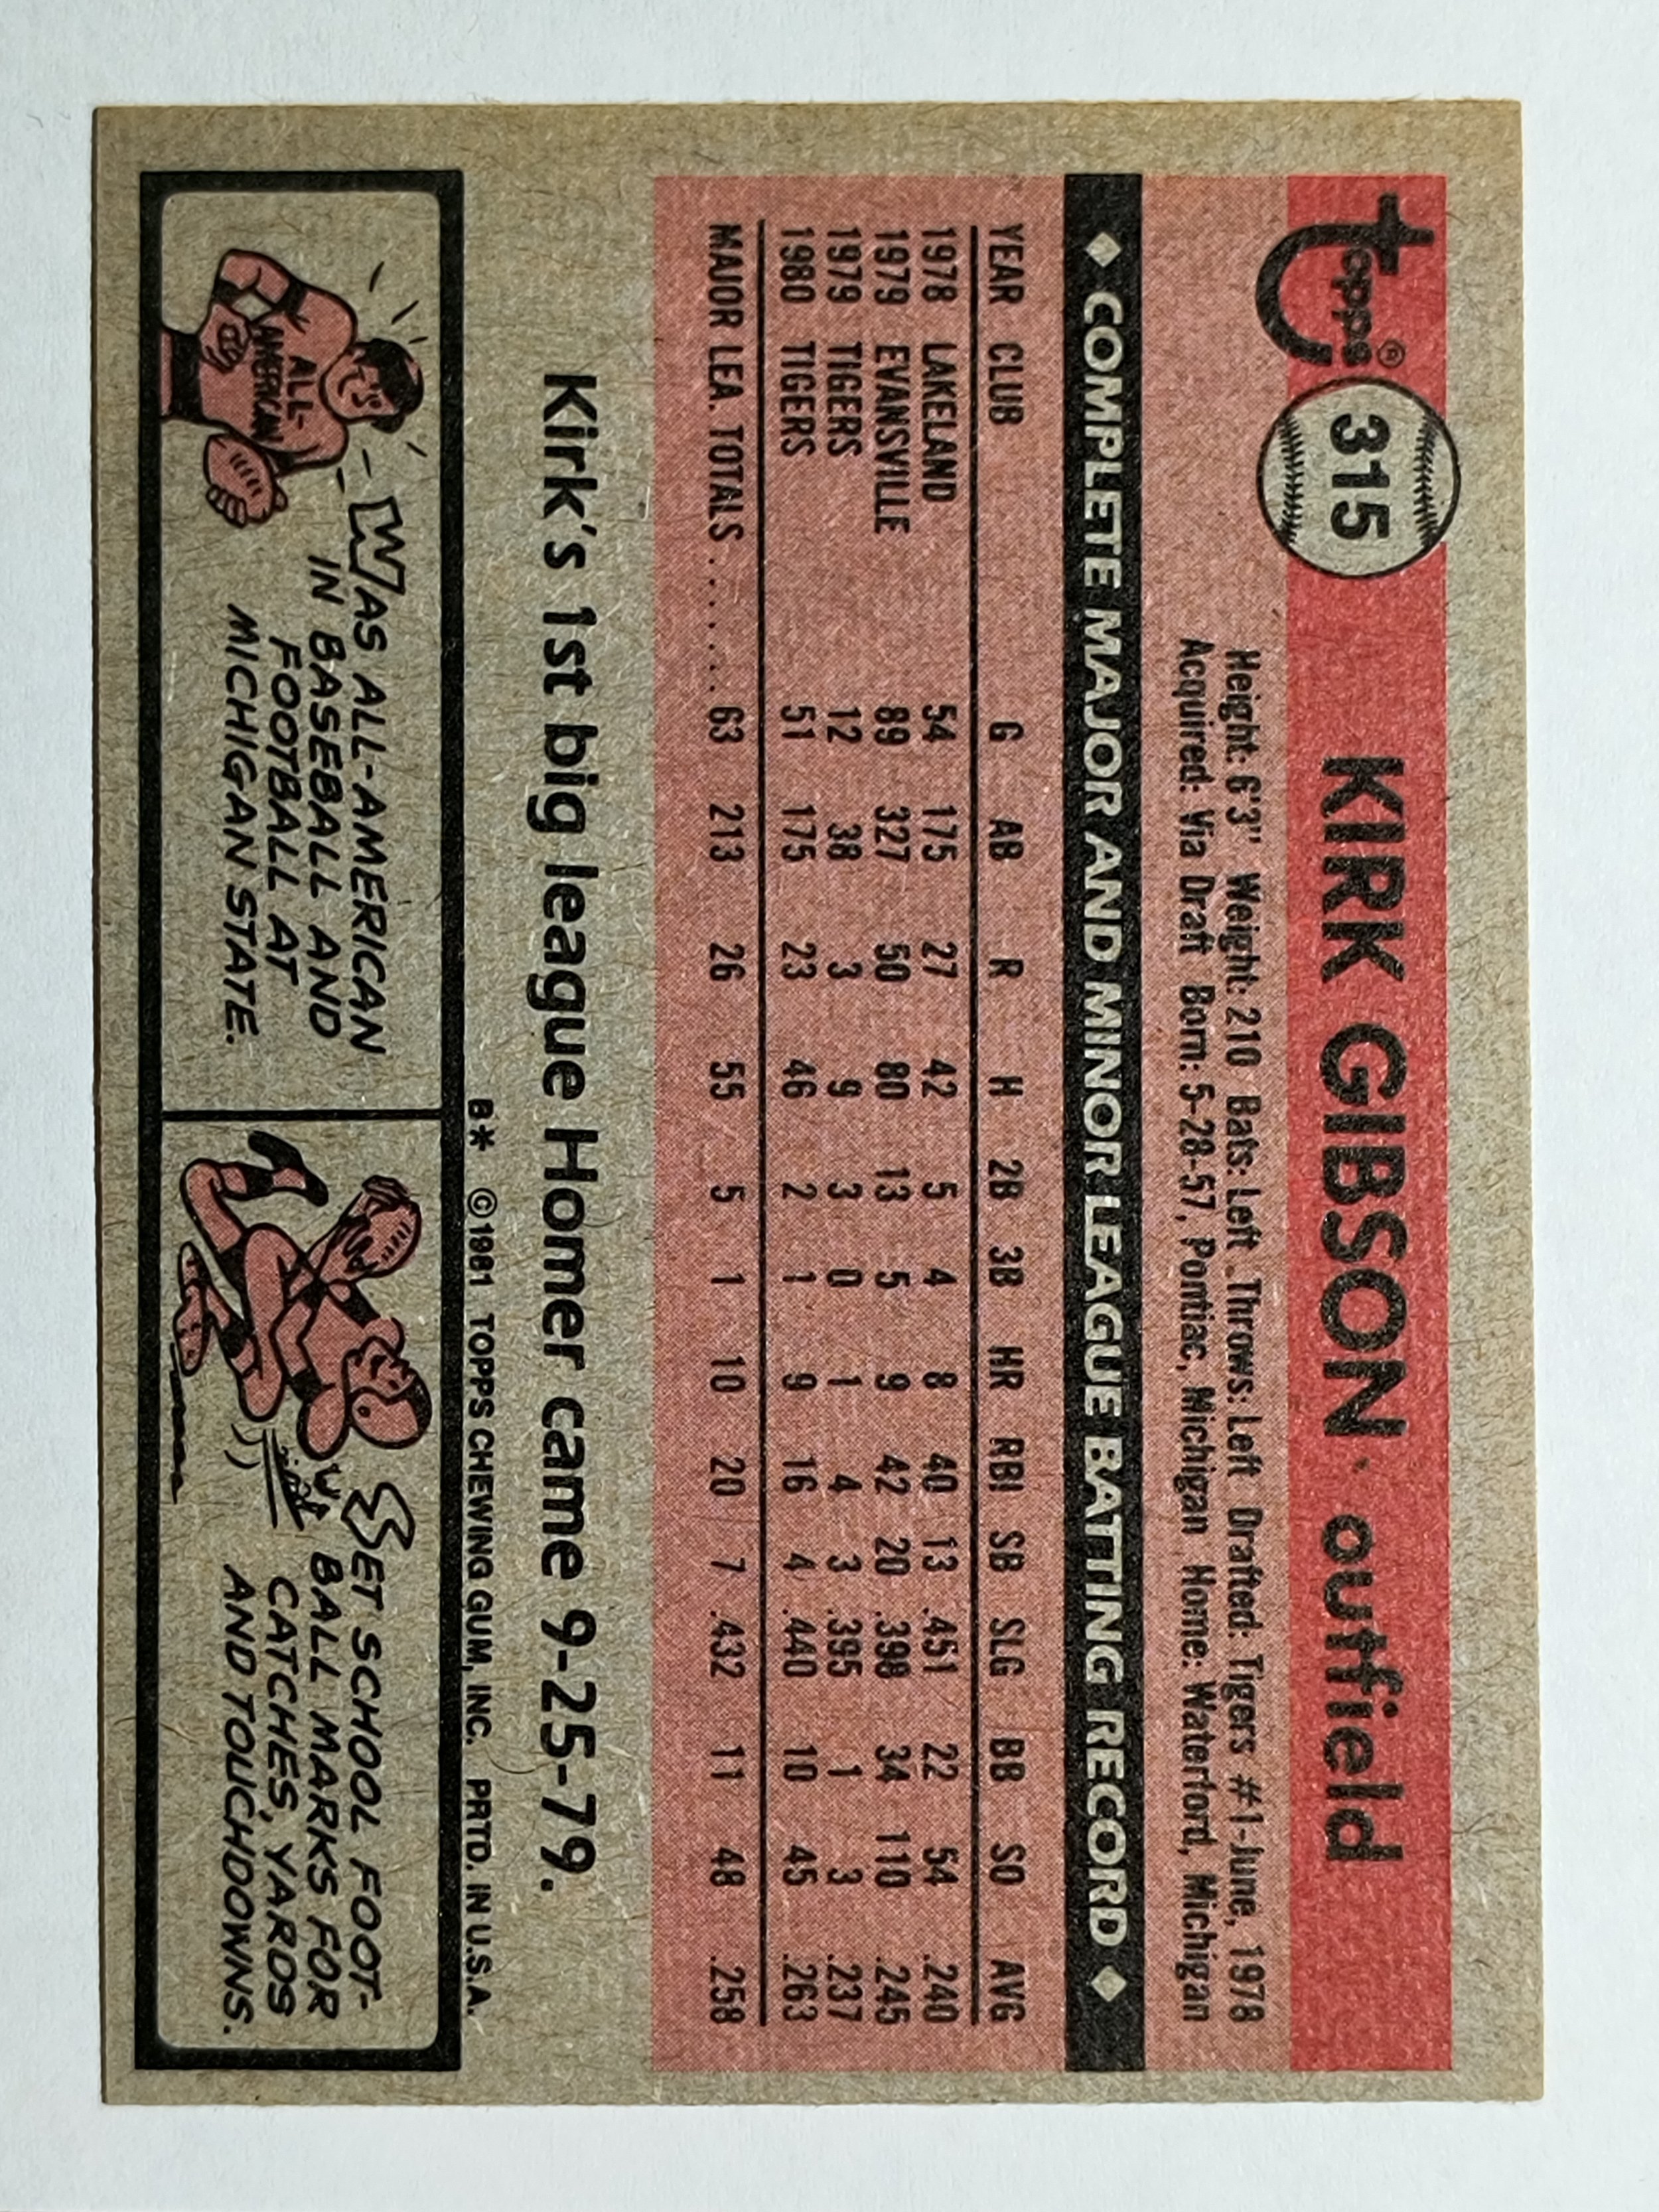 topps® 315 KIRK GIBSON · outfield
Height: 6'3" Weight: 210 Bats: Left Throws: Left Drafted: Tigers #1-June, 1978
Acquired: Via Draft Born: 5-28-57, Pontiac, Michigan Home: Waterford, Michigan
◆ COMPLETE MAJOR AND MINOR LEAGUE BATTING RECORD ◆
YEAR CLUB G AB R H 2B 3B HR RBI SB SLG BB SO AVG
1978 LAKELAND 54 175 27 42 5 4 8 40 13 .451 22 54 .240
1979 EVANSVILLE 89 327 50 80 13 5 9 42 20 .398 34 110 .245
1979 TIGERS 12 38 3 9 3 0 1 4 3 .395 1 3 .237
1980 TIGERS 51 175 23 46 2 1 9 16 4 .440 10 45 .263
MAJOR LEA. TOTALS . . . . . . . 63 213 26 55 5 1 10 20 7 .432 11 48 .258
Kirk's 1st big league Homer came 9-25-79.
B* ©1981 TOPPS CHEWING GUM, INC. PRTD. IN U.S.A.
ALL-
AMERICAN
WAS ALL-AMERICAN
IN BASEBALL AND
FOOTBALL AT
MICHIGAN STATE.
SET SCHOOL FOOT-
BALL MARKS FOR
CATCHES, YARDS
AND TOUCHDOWNS.